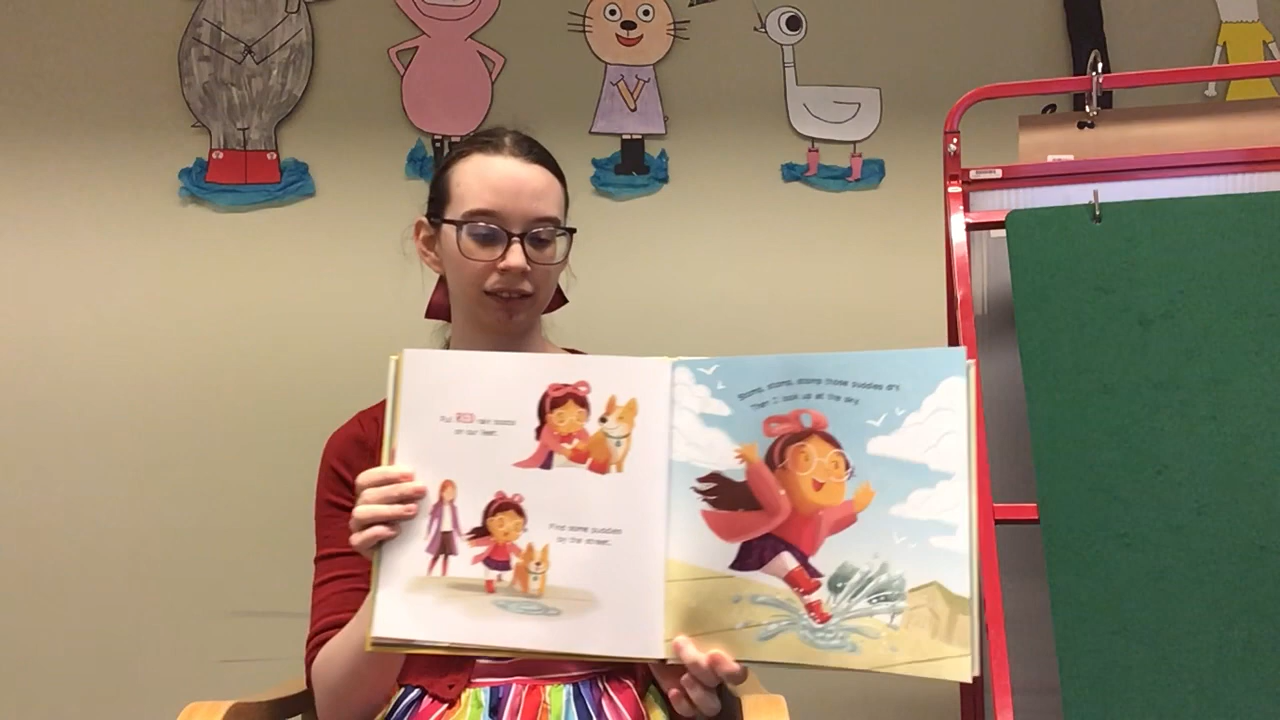 Put RED rain boots
on our feet.
Find some puddles
by the street.
Stomp, stomp, stomp those puddles dry.
Then I look up at the sky.